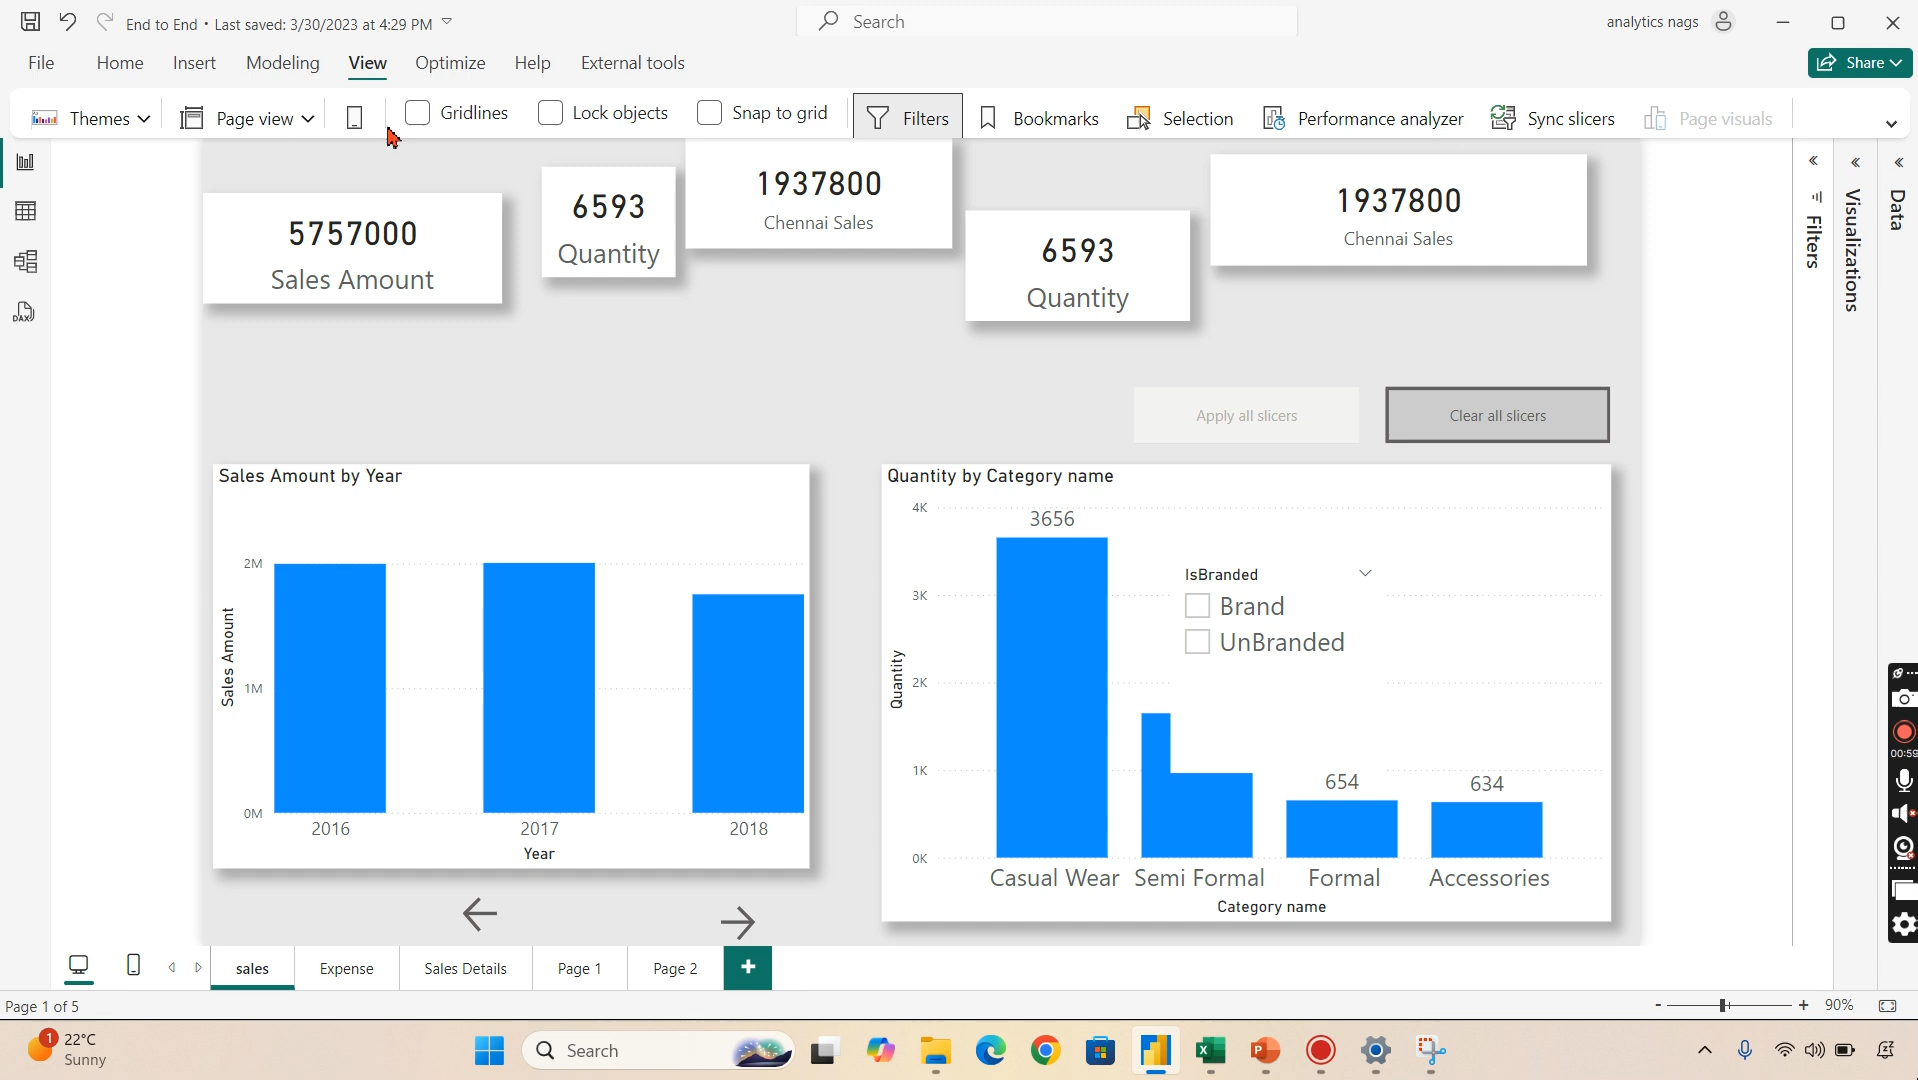 End to End • Last saved: 3/30/2023 at 4:29 PM
Search
analytics nags
File Home Insert Modeling View Optimize Help External tools
Share
Themes Page view Gridlines Lock objects Snap to grid Filters Bookmarks Selection Performance analyzer Sync slicers Page visuals
5757000
Sales Amount
6593
Quantity
1937800
Chennai Sales
6593
Quantity
1937800
Chennai Sales
Filters
Visualizations
Data
DAX
Apply all slicers
Clear all slicers
Sales Amount by Year
2M
1M
0M
Sales Amount
2016 2017 2018
Year
Quantity by Category name
4K
3K
2K
1K
0K
Quantity
3656
654
634
IsBranded
Brand
UnBranded
Casual Wear Semi Formal Formal Accessories
Category name
00:59
sales Expense Sales Details Page 1 Page 2 +
Page 1 of 5
- + 90%
1
22°C
Sunny
Search